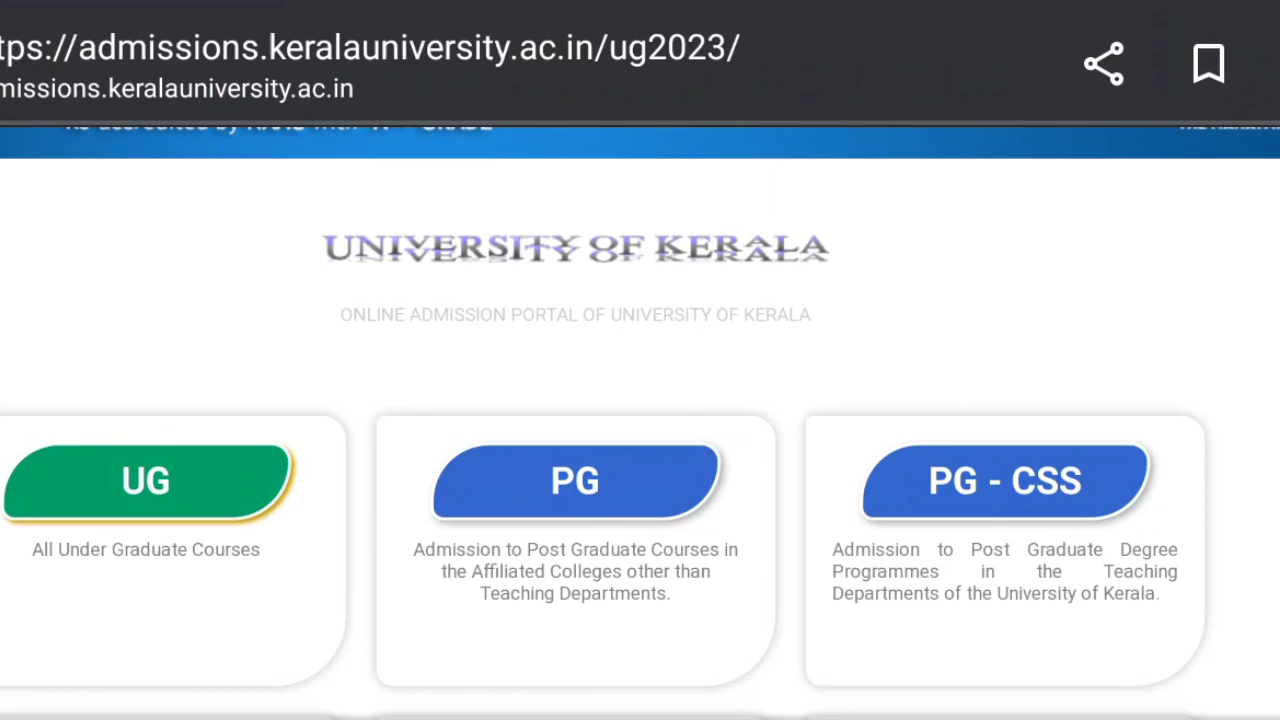 tps://admissions.keralauniversity.ac.in/ug2023/
missions.keralauniversity.ac.in
UNIVERSITY OF KERALA
ONLINE ADMISSION PORTAL OF UNIVERSITY OF KERALA
UG
All Under Graduate Courses
PG
Admission to Post Graduate Courses in
the Affiliated Colleges other than
Teaching Departments.
PG - CSS
Admission to Post Graduate Degree
Programmes in the Teaching
Departments of the University of Kerala.